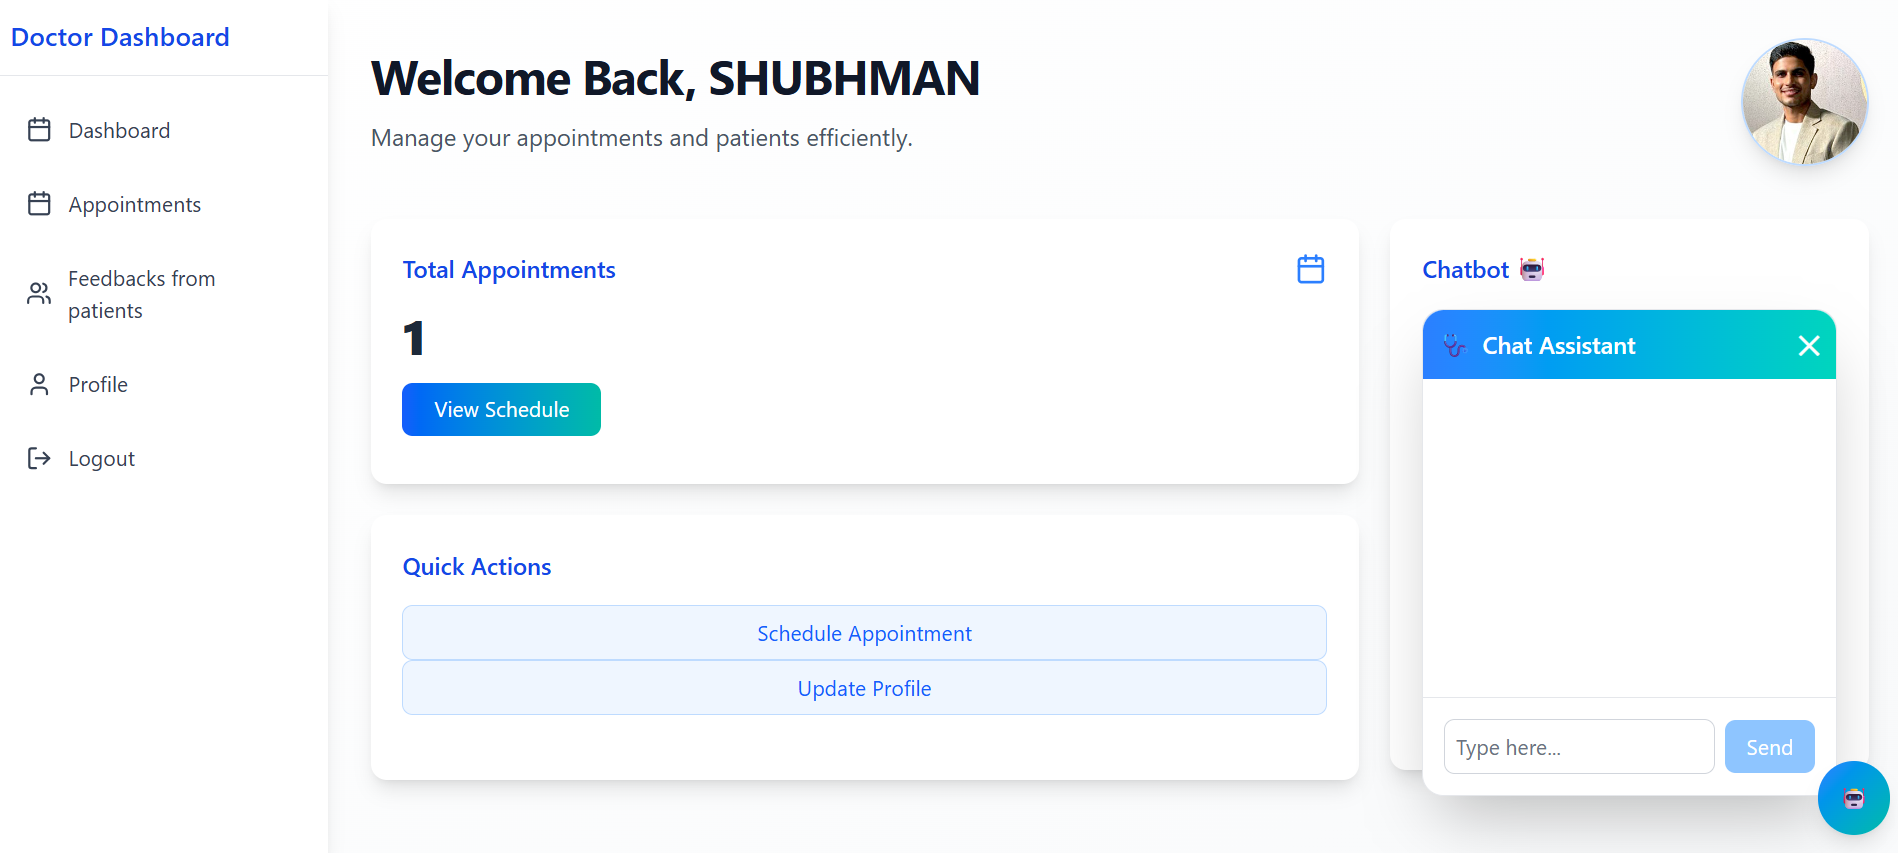 Doctor Dashboard
Dashboard
Appointments
Feedbacks from
patients
Profile
Logout
Welcome Back, SHUBHMAN
Manage your appointments and patients efficiently.
Total Appointments
1
View Schedule
Quick Actions
Schedule Appointment
Update Profile
Chatbot
Chat Assistant
Type here...
Send